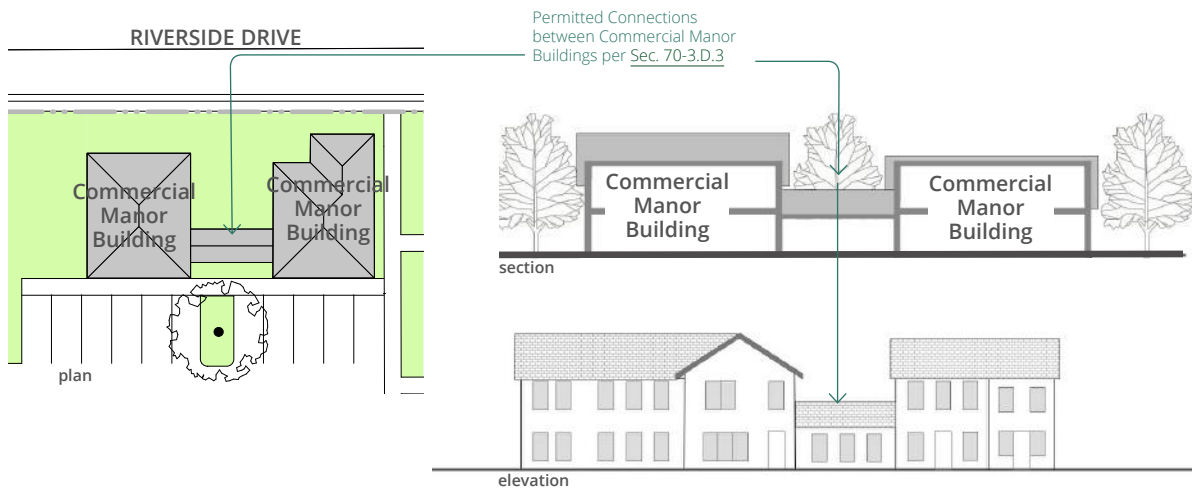 RIVERSIDE DRIVE
Permitted Connections
between Commercial Manor
Buildings per Sec. 70-3.D.3
Commercial
Manor
Building
Commercial
Manor
Building
plan
Commercial
Manor
Building
Commercial
Manor
Building
section
elevation